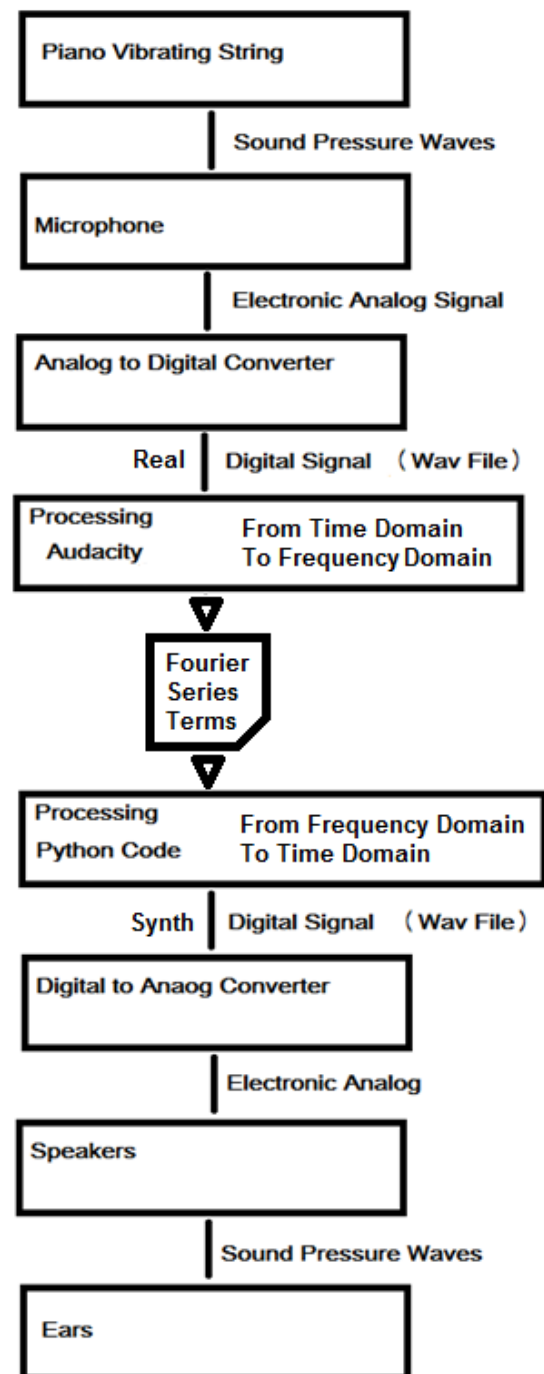 Piano Vibrating String
Sound Pressure Waves
Microphone
Electronic Analog Signal
Analog to Digital Converter
Real Digital Signal (Wav File)
Processing From Time Domain
Audacity To Frequency Domain
Fourier
Series
Terms
Processing From Frequency Domain
Python Code To Time Domain
Synth Digital Signal (Wav File)
Digital to Anaog Converter
Electronic Analog
Speakers
Sound Pressure Waves
Ears